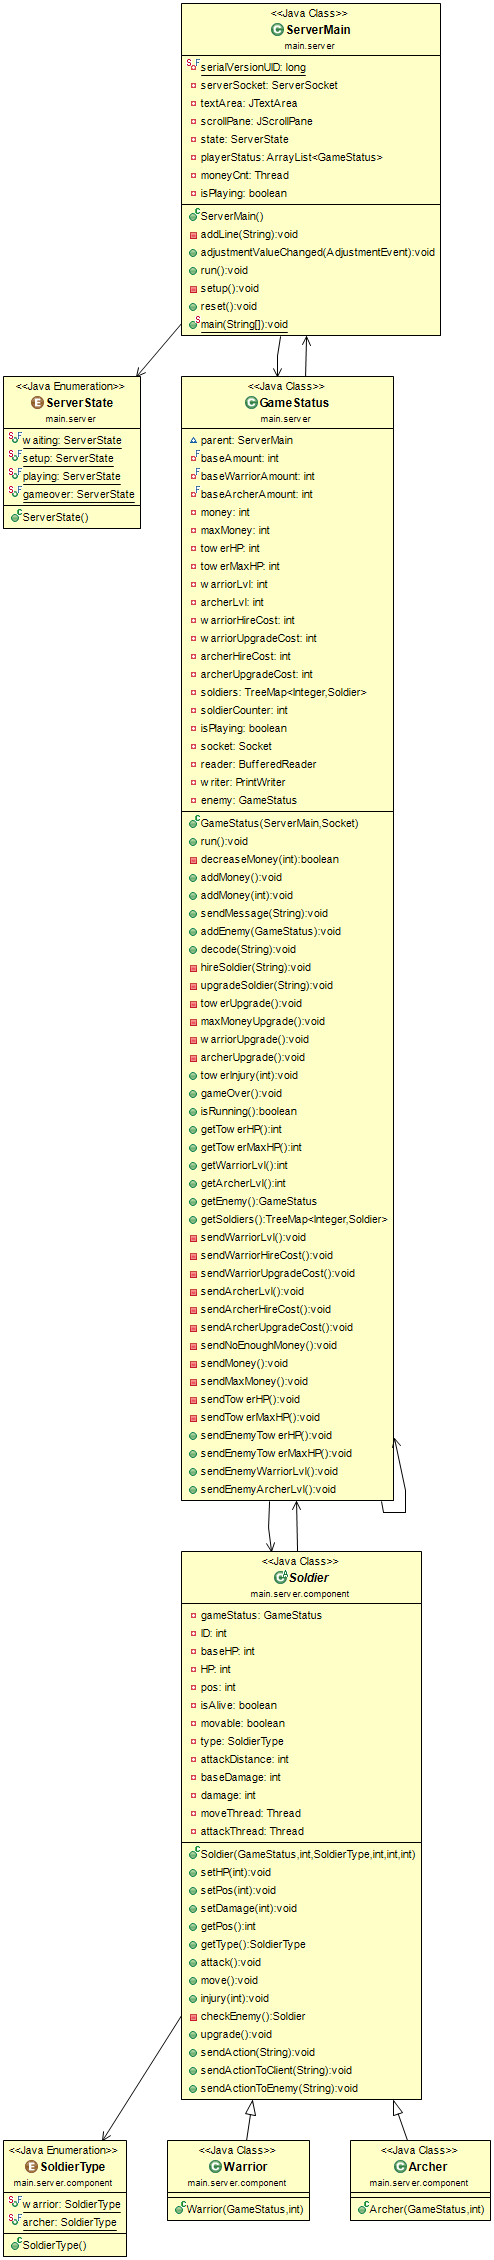 <<Java Class>>
ServerMain
main.server
serialVersionUID: long
serverSocket: ServerSocket
textArea: JTextArea
scrollPane: JScrollPane
state: ServerState
playerStatus: ArrayList<GameStatus>
moneyCnt: Thread
isPlaying: boolean
ServerMain()
addLine(String):void
adjustmentValueChanged(AdjustmentEvent):void
run():void
setup():void
reset():void
main(String[]):void
<<Java Enumeration>>
ServerState
main.server
waiting: ServerState
setup: ServerState
playing: ServerState
gameover: ServerState
ServerState()
<<Java Class>>
GameStatus
main.server
parent: ServerMain
baseAmount: int
baseWarriorAmount: int
baseArcherAmount: int
money: int
maxMoney: int
towerHP: int
towerMaxHP: int
warriorLvl: int
archerLvl: int
warriorHireCost: int
warriorUpgradeCost: int
archerHireCost: int
archerUpgradeCost: int
soldiers: TreeMap<Integer,Soldier>
soldierCounter: int
isPlaying: boolean
socket: Socket
reader: BufferedReader
writer: PrintWriter
enemy: GameStatus
GameStatus(ServerMain,Socket)
run():void
decreaseMoney(int):boolean
addMoney():void
addMoney(int):void
sendMessage(String):void
addEnemy(GameStatus):void
decode(String):void
hireSoldier(String):void
upgradeSoldier(String):void
towerUpgrade():void
maxMoneyUpgrade():void
warriorUpgrade():void
archerUpgrade():void
towerInjury(int):void
gameOver():void
isRunning():boolean
getTowerHP():int
getTowerMaxHP():int
getWarriorLvl():int
getArcherLvl():int
getEnemy():GameStatus
getSoldiers():TreeMap<Integer,Soldier>
sendWarriorLvl():void
sendWarriorHireCost():void
sendWarriorUpgradeCost():void
sendArcherLvl():void
sendArcherHireCost():void
sendArcherUpgradeCost():void
sendNoEnoughMoney():void
sendMoney():void
sendMaxMoney():void
sendTowerHP():void
sendTowerMaxHP():void
sendEnemyTowerHP():void
sendEnemyTowerMaxHP():void
sendEnemyWarriorLvl():void
sendEnemyArcherLvl():void
<<Java Class>>
Soldier
main.server.component
gameStatus: GameStatus
ID: int
baseHP: int
HP: int
pos: int
isAlive: boolean
movable: boolean
type: SoldierType
attackDistance: int
baseDamage: int
damage: int
moveThread: Thread
attackThread: Thread
Soldier(GameStatus,int,SoldierType,int,int,int)
setHP(int):void
setPos(int):void
setDamage(int):void
getPos():int
getType():SoldierType
attack():void
move():void
injury(int):void
checkEnemy():Soldier
upgrade():void
sendAction(String):void
sendActionToClient(String):void
sendActionToEnemy(String):void
<<Java Enumeration>>
SoldierType
main.server.component
warrior: SoldierType
archer: SoldierType
SoldierType()
<<Java Class>>
Warrior
main.server.component
Warrior(GameStatus,int)
<<Java Class>>
Archer
main.server.component
Archer(GameStatus,int)